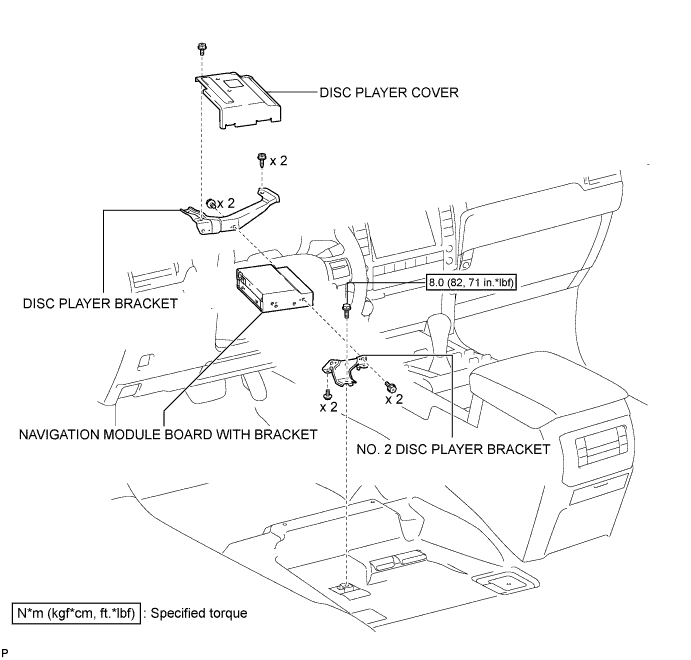 DISC PLAYER COVER
x 2
x 2
8.0 (82, 71 in.*lbf)
DISC PLAYER BRACKET
x 2
x 2
NAVIGATION MODULE BOARD WITH BRACKET
NO. 2 DISC PLAYER BRACKET
N*m (kgf*cm, ft.*lbf) : Specified torque
P